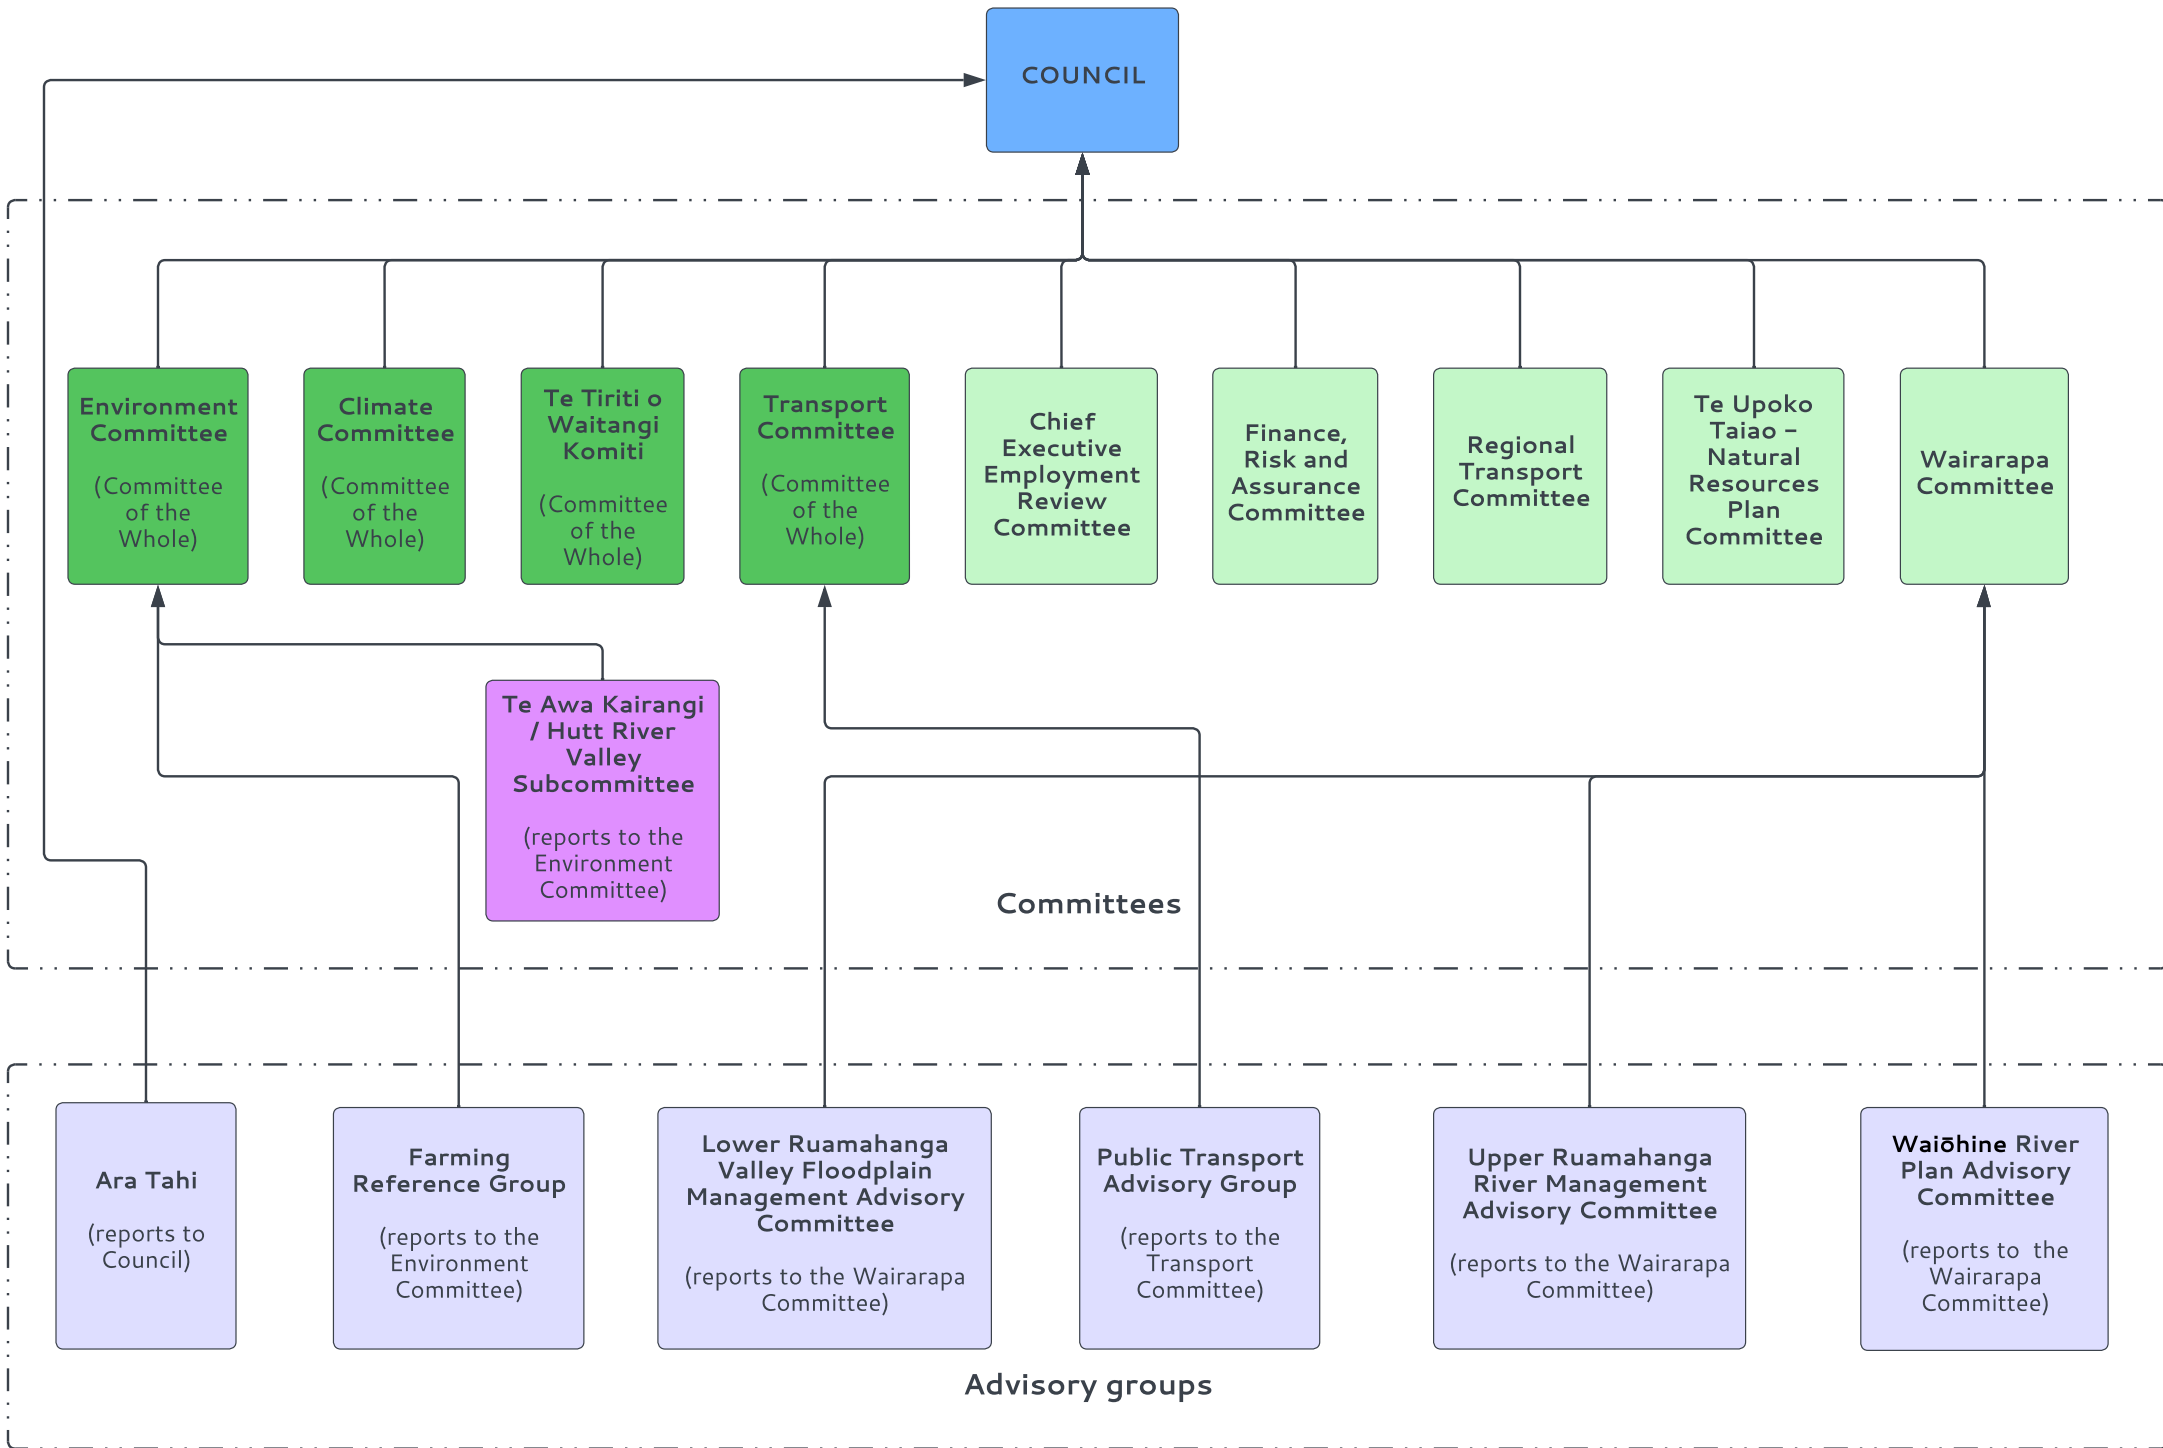 COUNCIL
Environment
Committee
(Committee
of the
Whole)
Climate
Committee
(Committee
of the
Whole)
Te Tiriti o
Waitangi
Komiti
(Committee
of the
Whole)
Transport
Committee
(Committee
of the
Whole)
Chief
Executive
Employment
Review
Committee
Finance,
Risk and
Assurance
Committee
Regional
Transport
Committee
Te Upoko
Taiao -
Natural
Resources
Plan
Committee
Wairarapa
Committee
Te Awa Kairangi
/ Hutt River
Valley
Subcommittee
(reports to the
Environment
Committee)
Committees
Ara Tahi
(reports to
Council)
Farming
Reference Group
(reports to the
Environment
Committee)
Lower Ruamahanga
Valley Floodplain
Management Advisory
Committee
(reports to the Wairarapa
Committee)
Public Transport
Advisory Group
(reports to the
Transport
Committee)
Upper Ruamahanga
River Management
Advisory Committee
(reports to the Wairarapa
Committee)
Waiōhine River
Plan Advisory
Committee
(reports to  the
Wairarapa
Committee)
Advisory groups